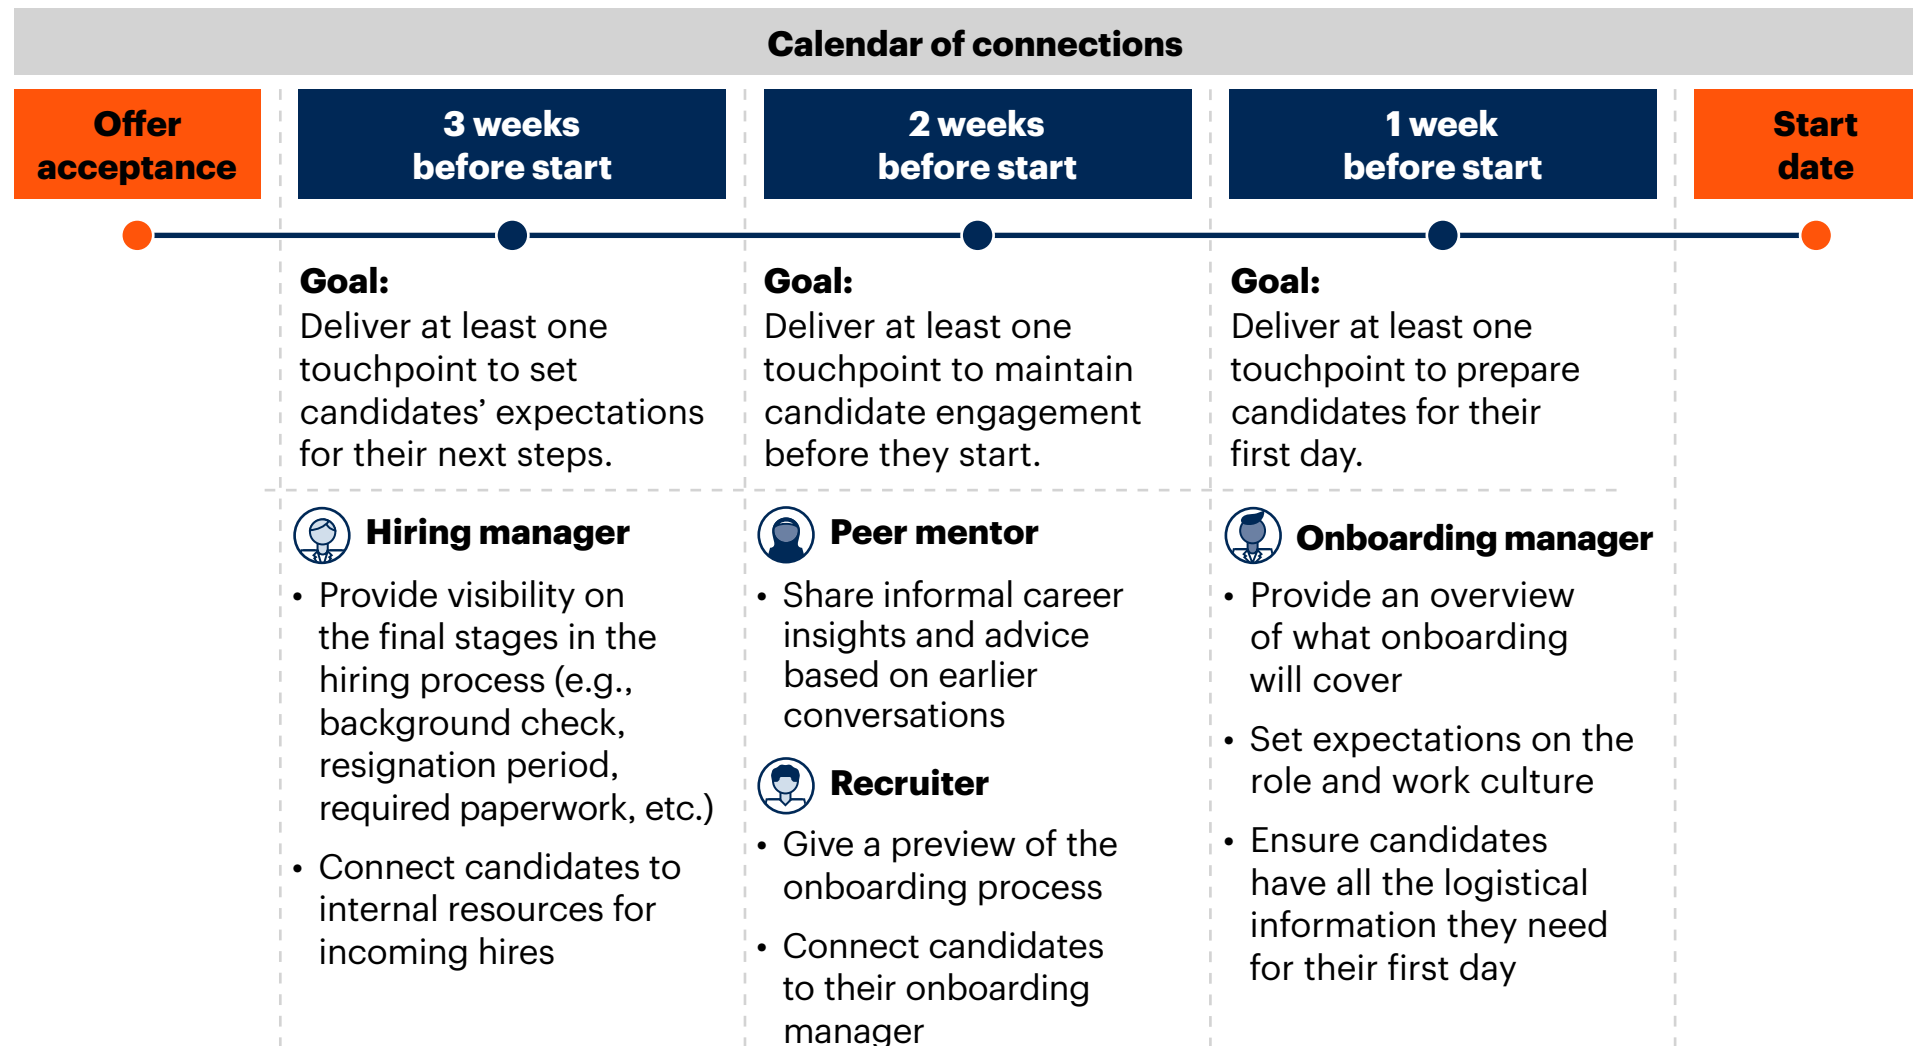 Calendar of connections
Offer
acceptance
3 weeks
before start
2 weeks
before start
1 week
before start
Start
date
Goal:
Deliver at least one
touchpoint to set
candidates’ expectations
for their next steps.
Goal:
Deliver at least one
touchpoint to maintain
candidate engagement
before they start.
Goal:
Deliver at least one
touchpoint to prepare
candidates for their
first day.
Hiring manager
• Provide visibility on
the final stages in the
hiring process (e.g.,
background check,
resignation period,
required paperwork, etc.)
• Connect candidates to
internal resources for
incoming hires
Peer mentor
• Share informal career
insights and advice
based on earlier
conversations
Recruiter
• Give a preview of the
onboarding process
• Connect candidates
to their onboarding
manager
Onboarding manager
• Provide an overview
of what onboarding
will cover
• Set expectations on the
role and work culture
• Ensure candidates
have all the logistical
information they need
for their first day